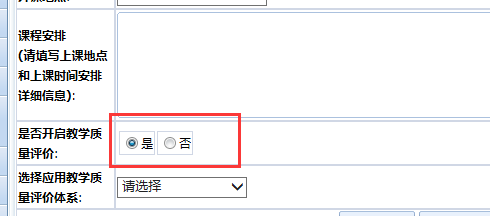 课程安排
(请填写上课地点
和上课时间安排
详细信息):
是否开启教学质
量评价:
是 否
选择应用教学质
量评价体系:
请选择